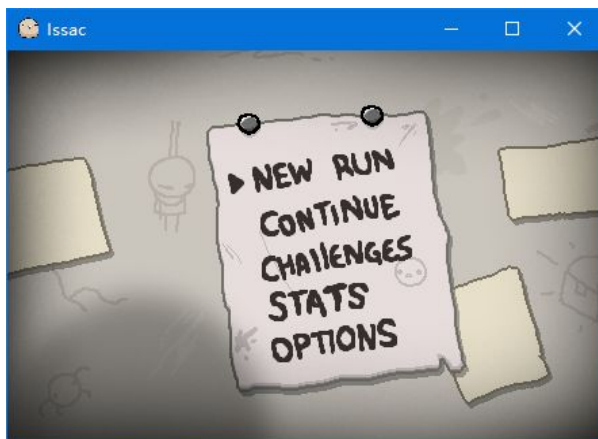 Issac
NEW RUN
CONTINUE
CHALLENGES
STATS
OPTIONS